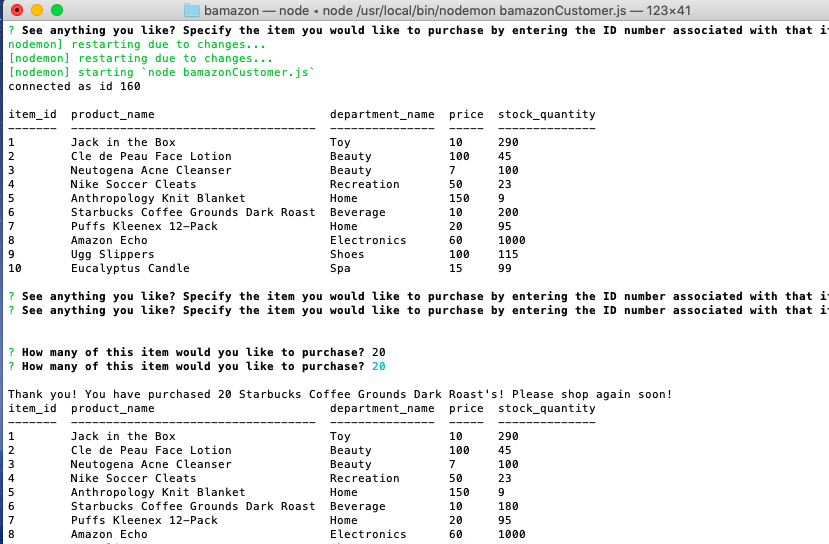 bamazon — node ◂ node /usr/local/bin/nodemon bamazonCustomer.js — 123×41
? See anything you like? Specify the item you would like to purchase by entering the ID number associated with that
nodemon] restarting due to changes...
[nodemon] restarting due to changes...
[nodemon] starting `node bamazonCustomer.js`
connected as id 160
item_id  product_name                         department_name  price  stock_quantity
-------  -----------------------------------  ---------------  -----  --------------
1        Jack in the Box                      Toy              10     290
2        Cle de Peau Face Lotion              Beauty           100    45
3        Neutogena Acne Cleanser              Beauty           7      100
4        Nike Soccer Cleats                   Recreation       50     23
5        Anthropology Knit Blanket            Home             150    9
6        Starbucks Coffee Grounds Dark Roast  Beverage         10     200
7        Puffs Kleenex 12-Pack                Home             20     95
8        Amazon Echo                          Electronics      60     1000
9        Ugg Slippers                         Shoes            100    115
10       Eucalyptus Candle                    Spa              15     99
? See anything you like? Specify the item you would like to purchase by entering the ID number associated with that
? See anything you like? Specify the item you would like to purchase by entering the ID number associated with that
? How many of this item would you like to purchase? 20
? How many of this item would you like to purchase? 20
Thank you! You have purchased 20 Starbucks Coffee Grounds Dark Roast's! Please shop again soon!
item_id  product_name                         department_name  price  stock_quantity
-------  -----------------------------------  ---------------  -----  --------------
1        Jack in the Box                      Toy              10     290
2        Cle de Peau Face Lotion              Beauty           100    45
3        Neutogena Acne Cleanser              Beauty           7      100
4        Nike Soccer Cleats                   Recreation       50     23
5        Anthropology Knit Blanket            Home             150    9
6        Starbucks Coffee Grounds Dark Roast  Beverage         10     180
7        Puffs Kleenex 12-Pack                Home             20     95
8        Amazon Echo                          Electronics      60     1000